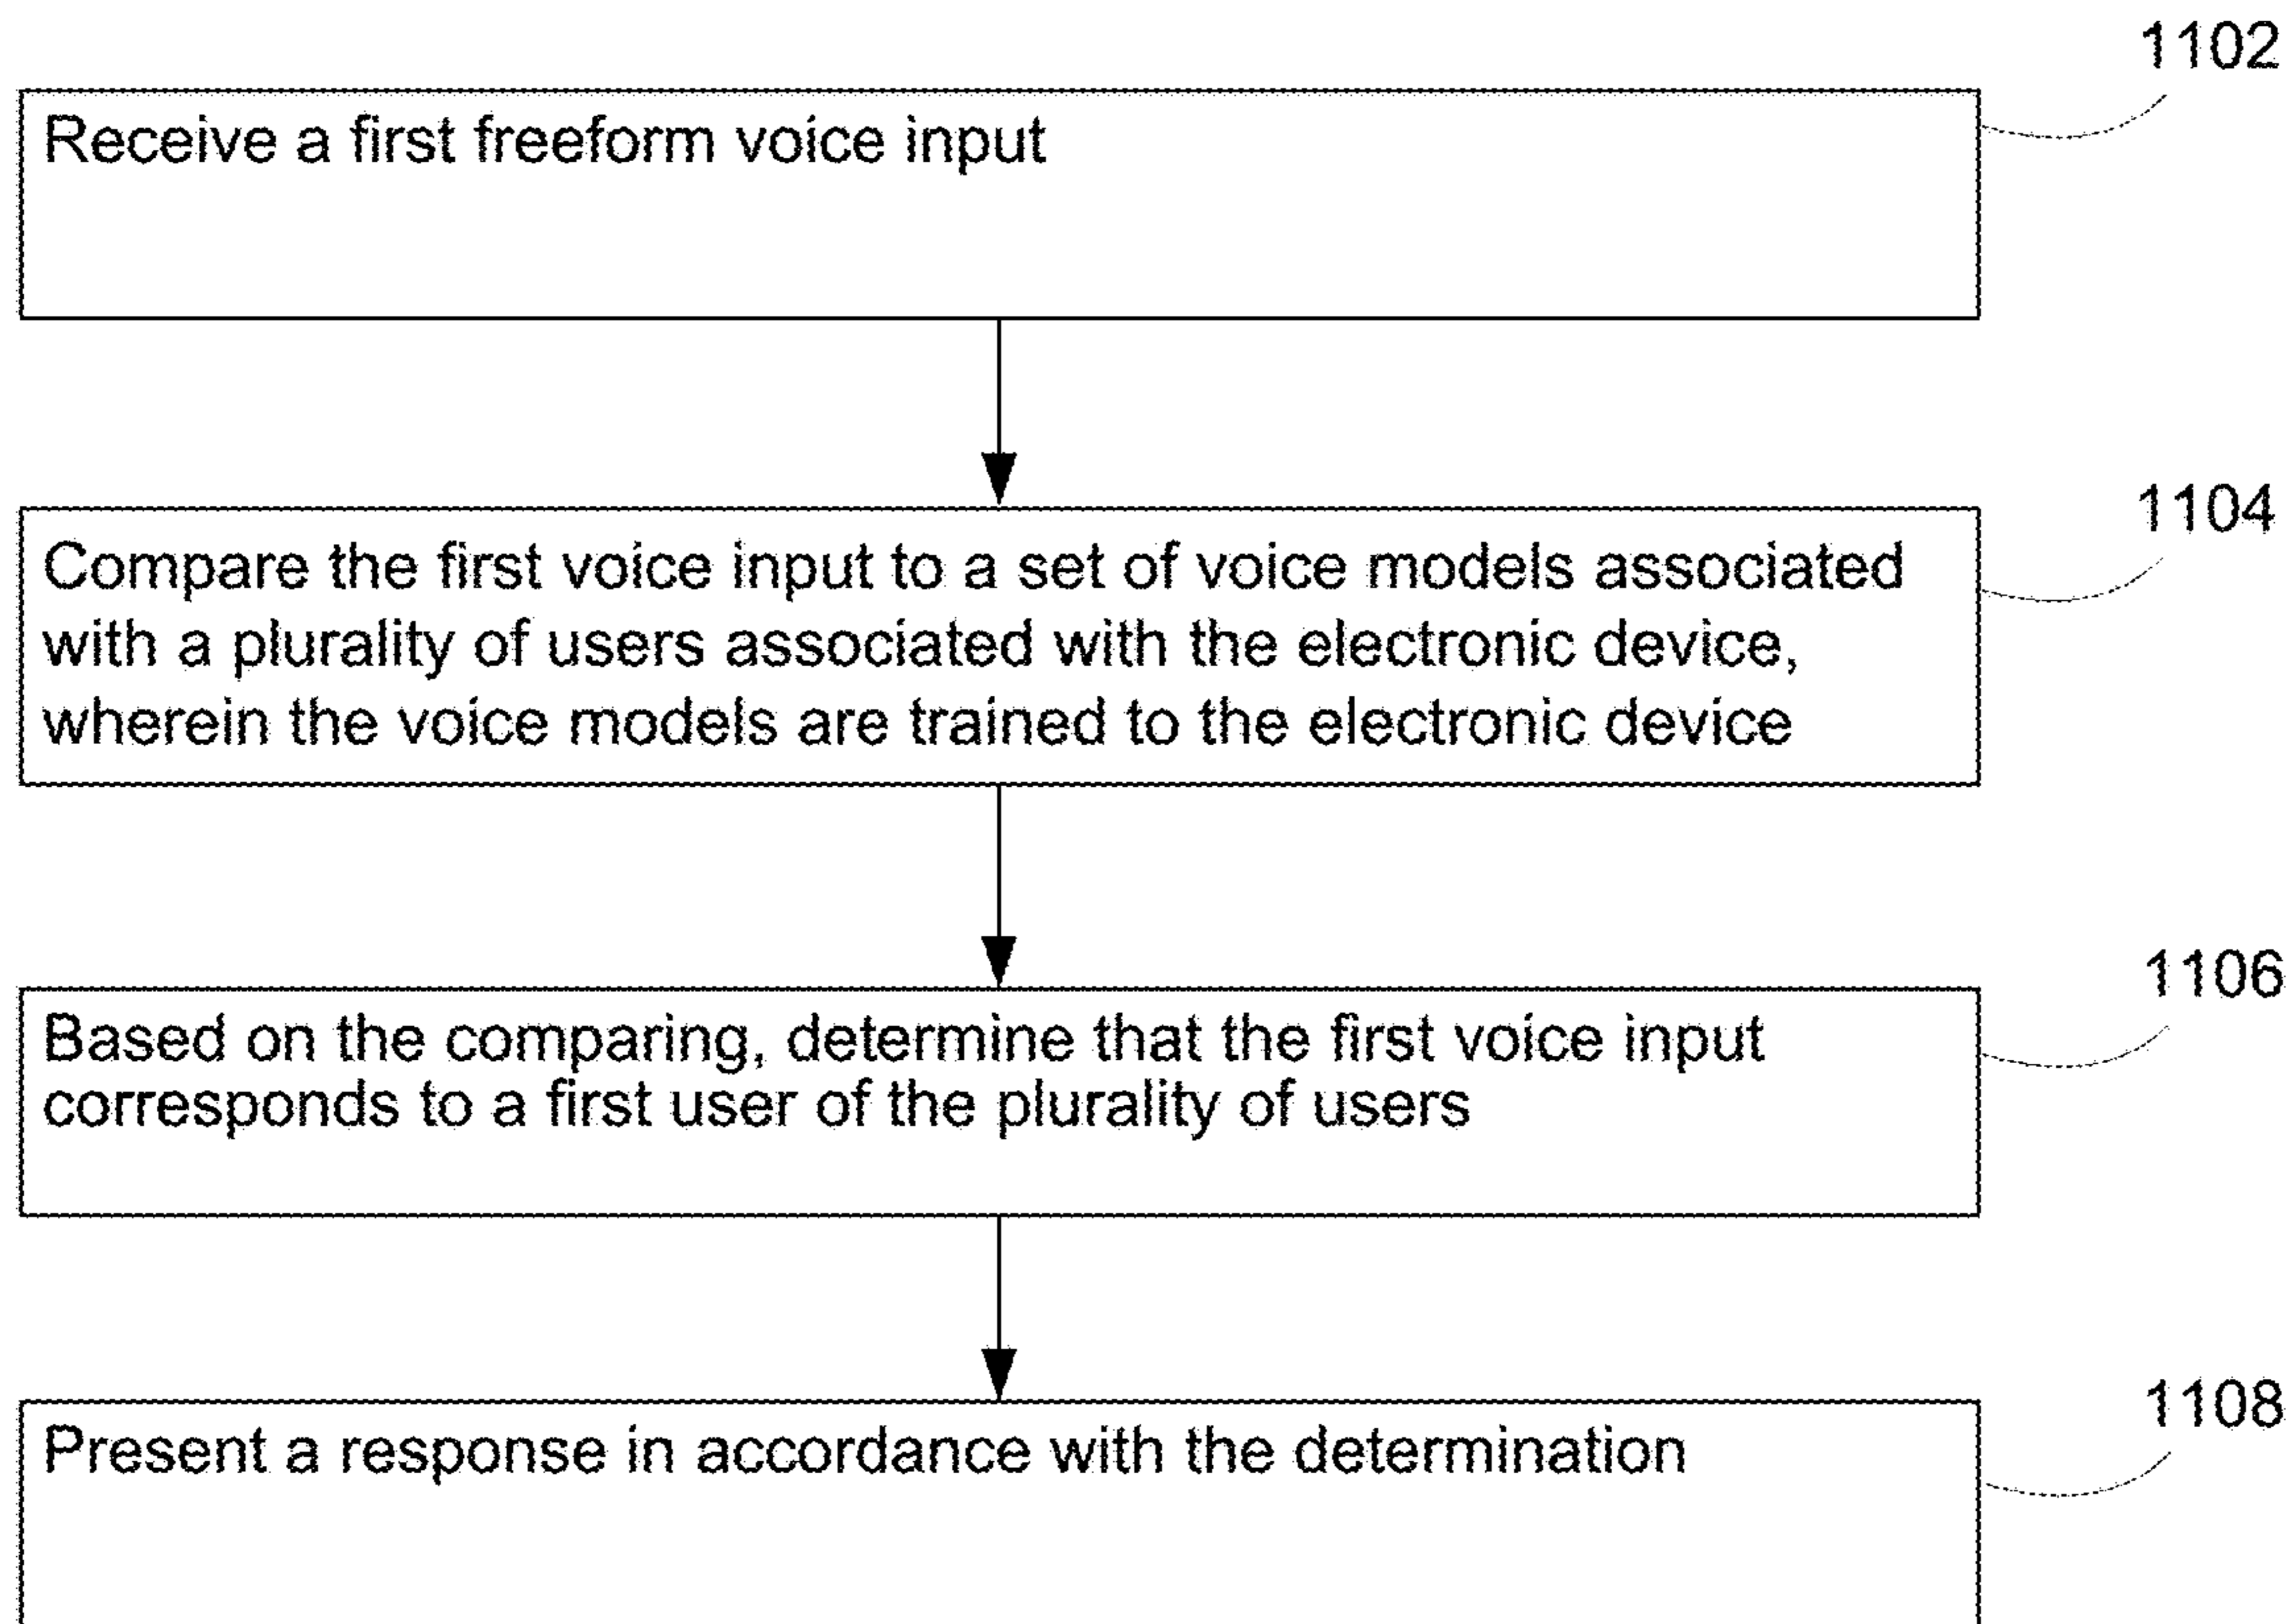 1102
Receive a first freeform voice input
1104
Compare the first voice input to a set of voice models associated
with a plurality of users associated with the electronic device,
wherein the voice models are trained to the electronic device
1106
Based on the comparing, determine that the first voice input
corresponds to a first user of the plurality of users
1108
Present a response in accordance with the determination